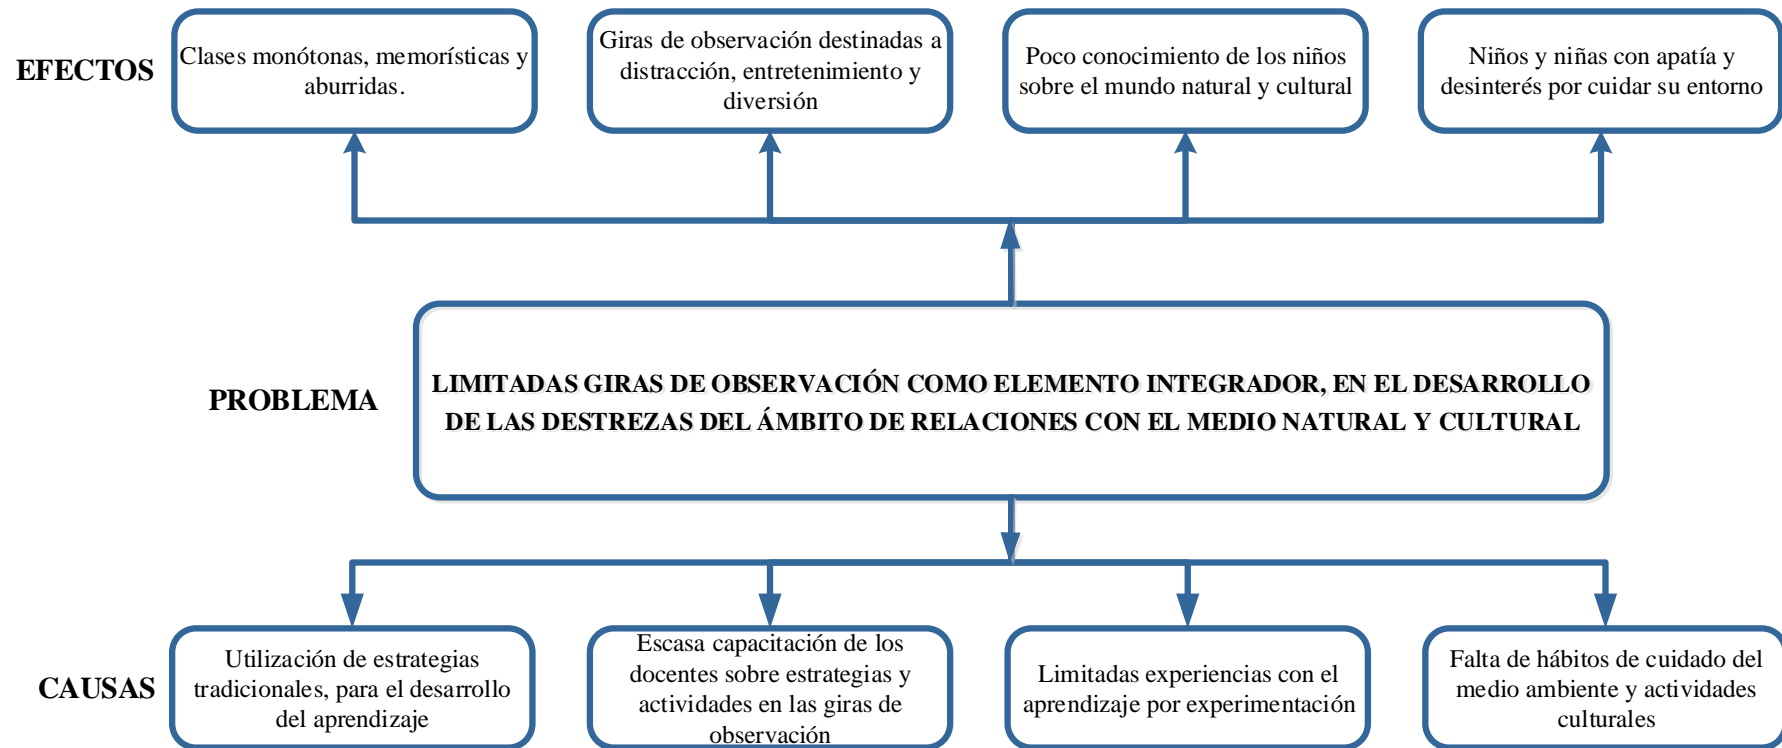 EFECTOS
Clases monótonas, memorísticas y
aburridas.
Giras de observación destinadas a
distracción, entretenimiento y
diversión
Poco conocimiento de los niños
sobre el mundo natural y cultural
Niños y niñas con apatía y
desinterés por cuidar su entorno
PROBLEMA
LIMITADAS GIRAS DE OBSERVACIÓN COMO ELEMENTO INTEGRADOR, EN EL DESARROLLO
DE LAS DESTREZAS DEL ÁMBITO DE RELACIONES CON EL MEDIO NATURAL Y CULTURAL
CAUSAS
Utilización de estrategias
tradicionales, para el desarrollo
del aprendizaje
Escasa capacitación de los
docentes sobre estrategias y
actividades en las giras de
observación
Limitadas experiencias con el
aprendizaje por experimentación
Falta de hábitos de cuidado del
medio ambiente y actividades
culturales